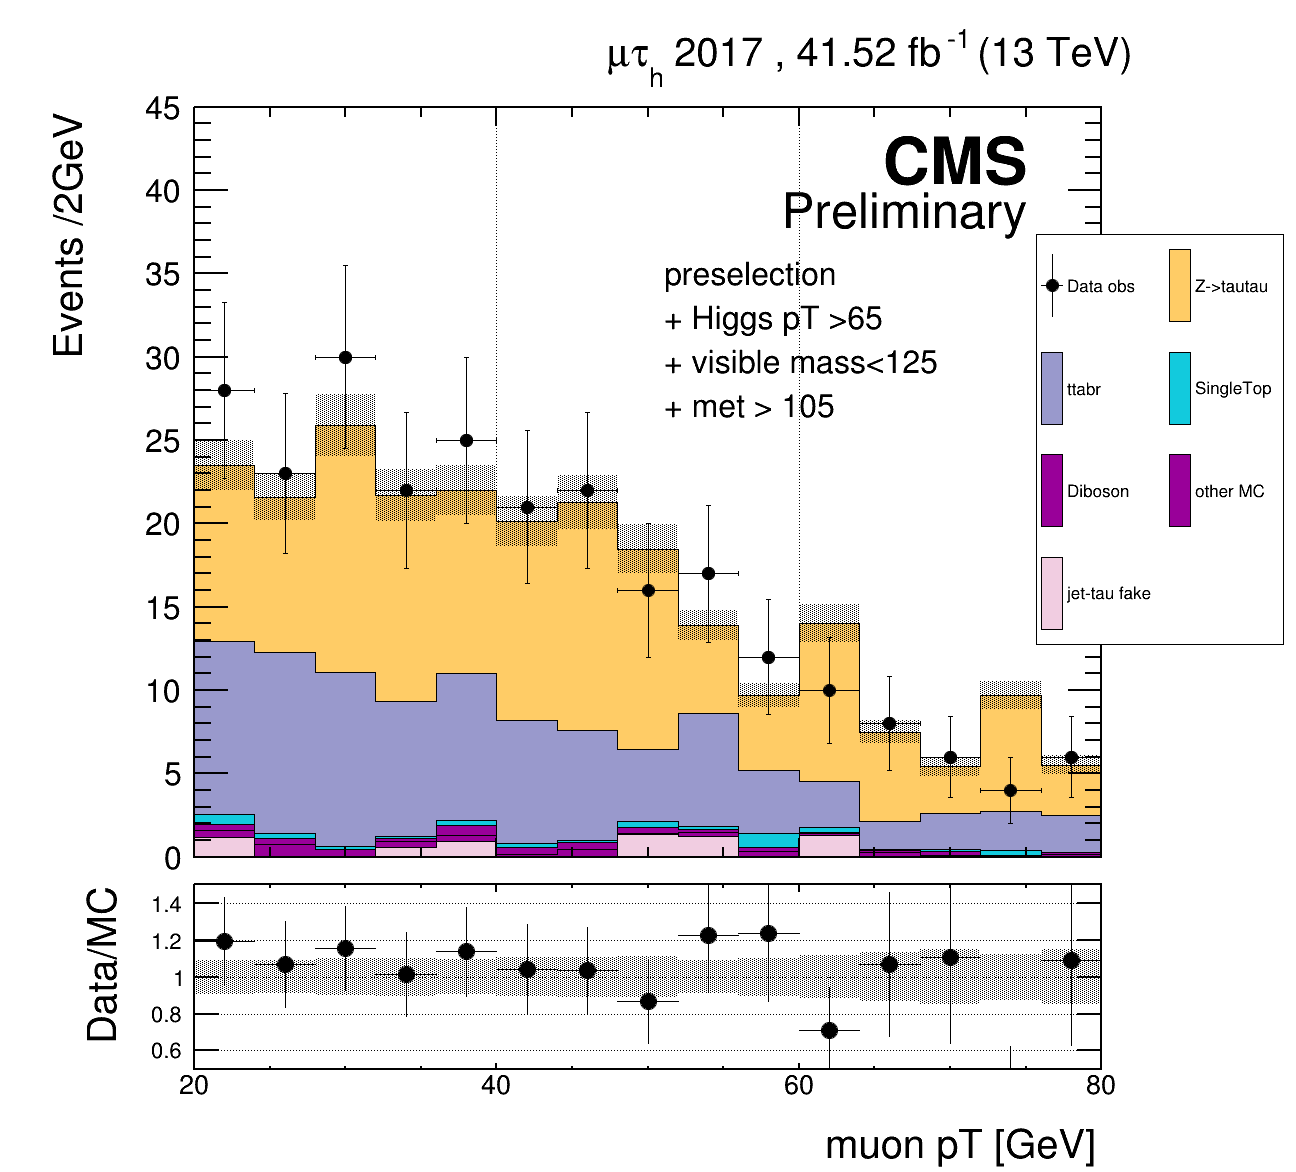 μτh 2017 , 41.52 fb-1 (13 TeV)
Events /2GeV
45
40
35
30
25
20
15
10
5
0
CMS
Preliminary
preselection
+ Higgs pT >65
+ visible mass<125
+ met > 105
Data obs
Z->tautau
ttabr
SingleTop
Diboson
other MC
jet-tau fake
Data/MC
1.4
1.2
1
0.8
0.6
20 40 60 80
muon pT [GeV]